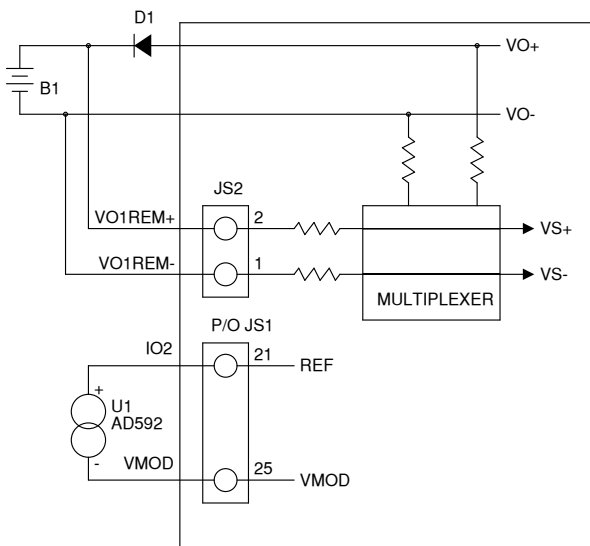 D1
VO+
B1
VO-
JS2
VO1REM+
2
VS+
VO1REM-
1
VS-
MULTIPLEXER
P/O JS1
IO2
21
REF
+
U1
AD592
-
VMOD
25
VMOD